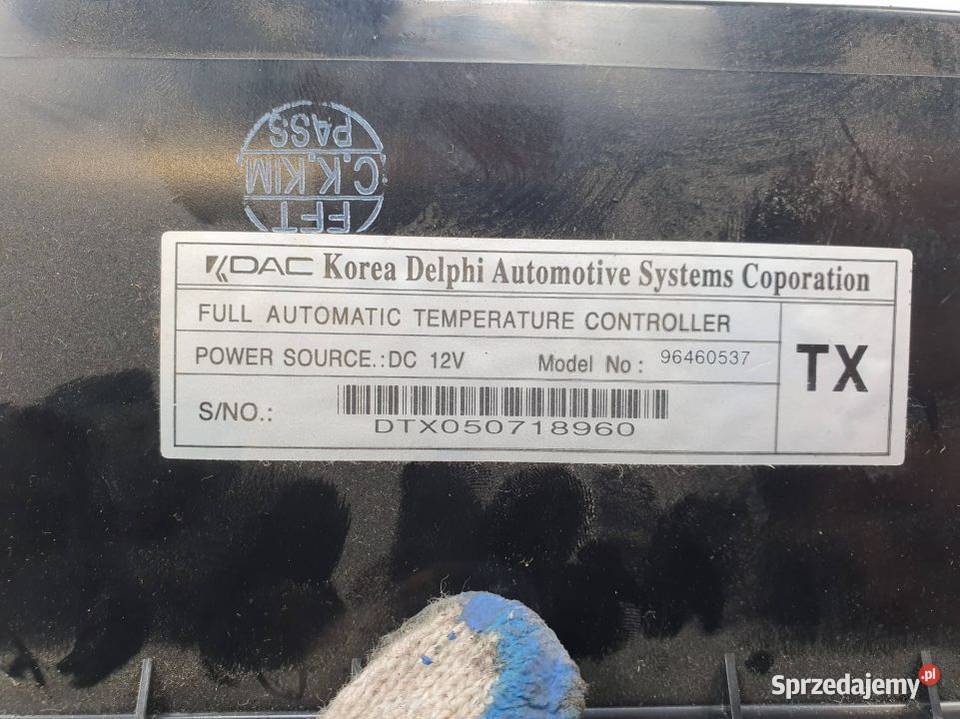 PASS
C.K.KIM
FFT
KDAC Korea Delphi Automotive Systems Coporation
FULL AUTOMATIC TEMPERATURE CONTROLLER
POWER SOURCE.:DC 12V Model No : 96460537
TX
S/NO.:
DTX050718960
Sprzedajemy.pl